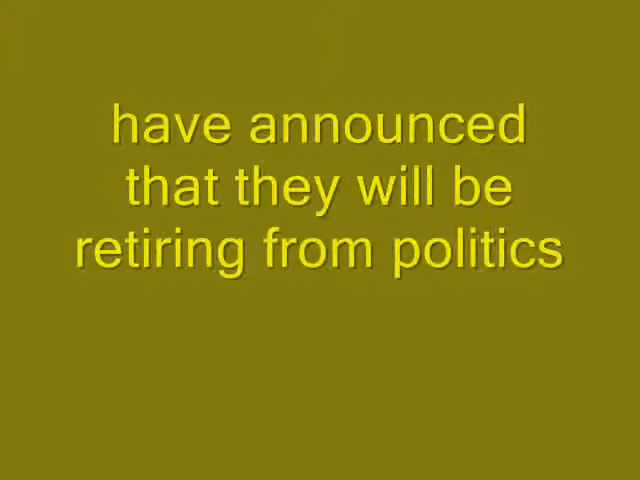 have announced
that they will be
retiring from politics